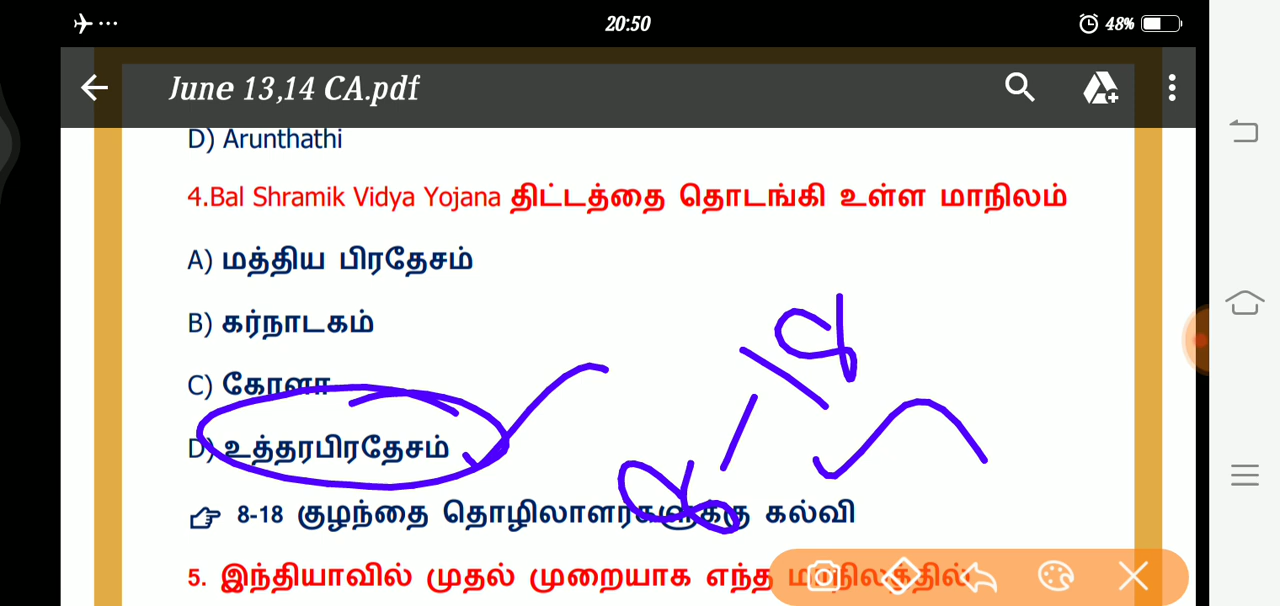 20:50
48%
June 13,14 CA.pdf
D) Arunthathi
4.Bal Shramik Vidya Yojana திட்டத்தை தொடங்கி உள்ள மாநிலம்
A) மத்திய பிரதேசம்
B) கர்நாடகம்
C) கேரளா
D) உத்தரபிரதேசம்
8-18 குழந்தை தொழிலாளர்களுக்கு கல்வி
5. இந்தியாவில் முதல் முறையாக எந்த மாநிலத்தில்